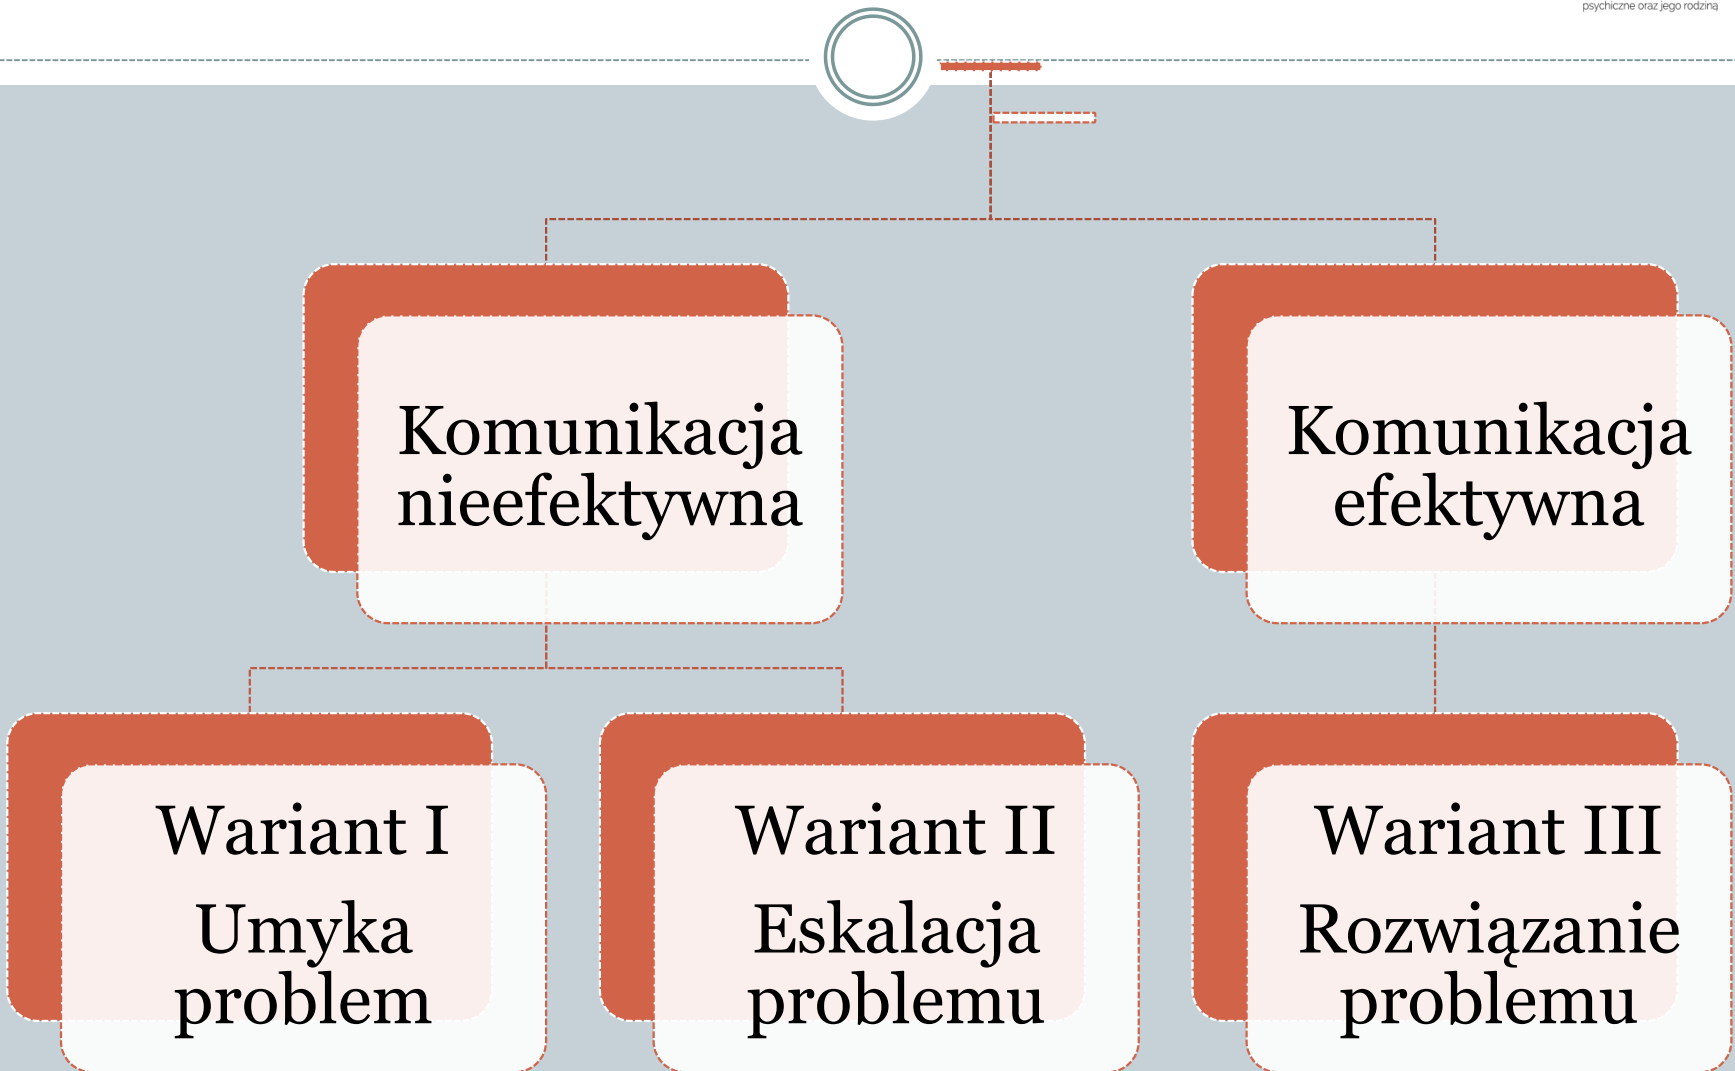 psychiczne oraz jego rodziną
Komunikacja
nieefektywna
Komunikacja
efektywna
Wariant I
Umyka
problem
Wariant II
Eskalacja
problemu
Wariant III
Rozwiązanie
problemu